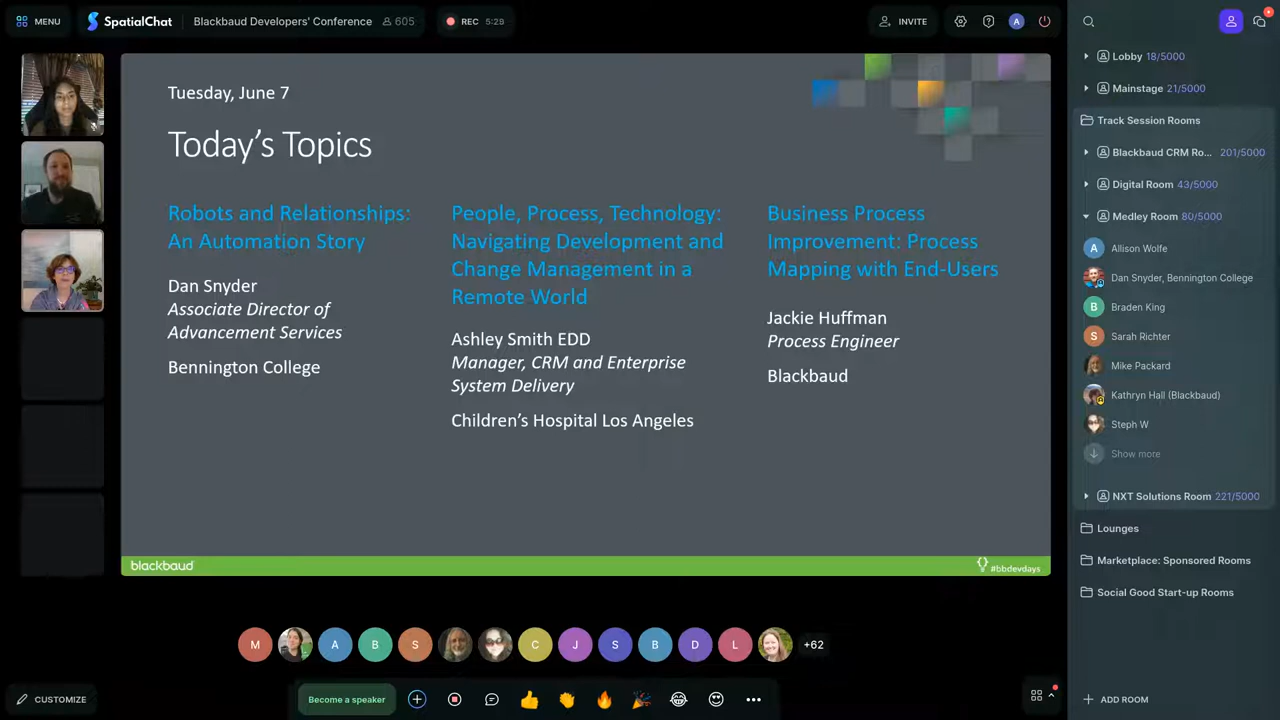 MENU
SpatialChat
Blackbaud Developers' Conference
605
REC
5:28
INVITE
A
Tuesday, June 7
Today's Topics
Robots and Relationships:
An Automation Story
Dan Snyder
Associate Director of
Advancement Services
Bennington College
People, Process, Technology:
Navigating Development and
Change Management in a
Remote World
Ashley Smith EDD
Manager, CRM and Enterprise
System Delivery
Children's Hospital Los Angeles
Business Process
Improvement: Process
Mapping with End-Users
Jackie Huffman
Process Engineer
Blackbaud
blackbaud
#bbdevdays
M
A
B
S
C
J
S
B
D
L
+62
CUSTOMIZE
Become a speaker
Lobby 18/5000
Mainstage 21/5000
Track Session Rooms
Blackbaud CRM Ro... 201/5000
Digital Room 43/5000
Medley Room 80/5000
A Allison Wolfe
Dan Snyder, Bennington College
B Braden King
S Sarah Richter
Mike Packard
Kathryn Hall (Blackbaud)
Steph W
Show more
NXT Solutions Room 221/5000
Lounges
Marketplace: Sponsored Rooms
Social Good Start-up Rooms
ADD ROOM